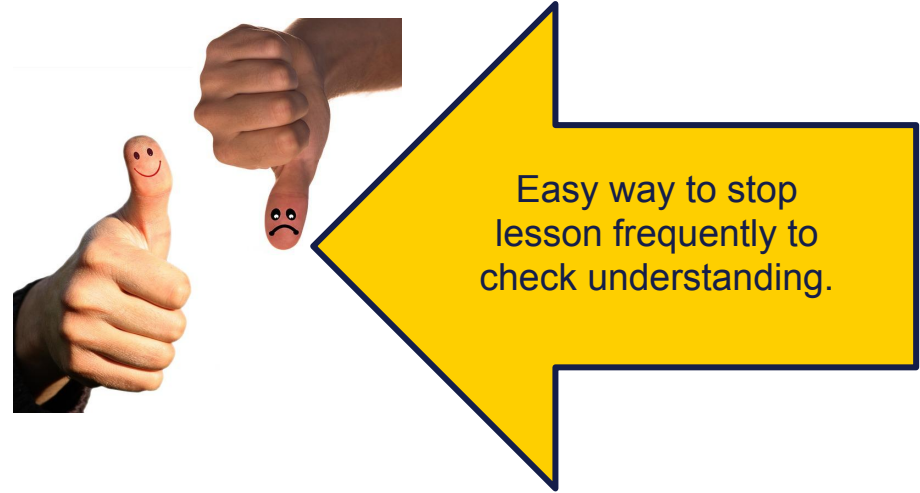 Easy way to stop
lesson frequently to
check understanding.